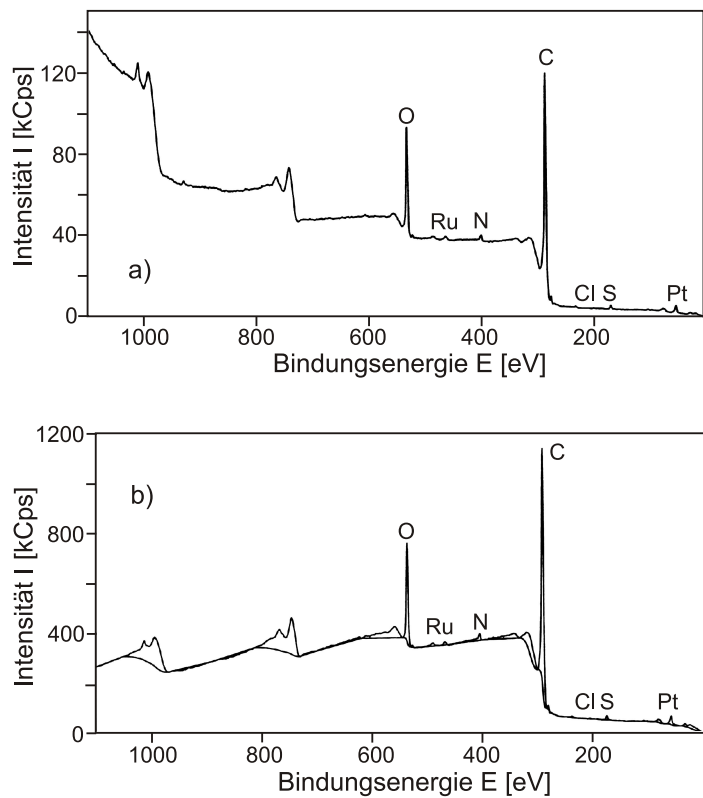 C
120
O
80
Ru N
40
a)
Cl S Pt
0
1000 800 600 400 200
Bindungsenergie E [eV]
Intensität I [kCps]
1200
C
b)
800
O
Ru N
400
Cl S Pt
0
1000 800 600 400 200
Bindungsenergie E [eV]
Intensität I [kCps]